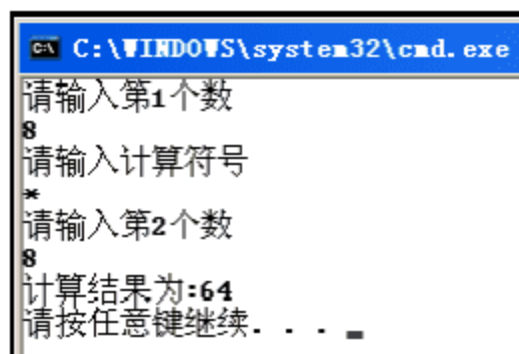 C:\WINDOWS\system32\cmd.exe
请输入第1个数
8
请输入计算符号
*
请输入第2个数
8
计算结果为:64
请按任意键继续. . .